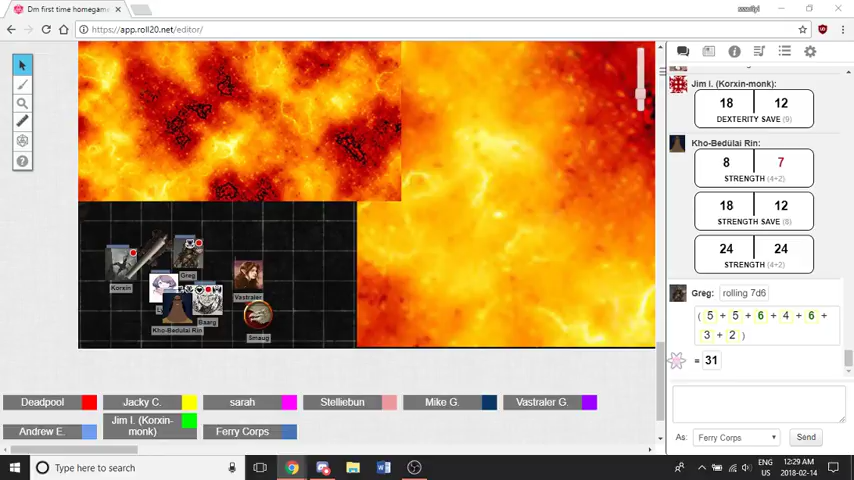 Dm first time homegam
https://app.roll20.net/editor/
Jim I. (Korxin-monk):
18 12
DEXTERITY SAVE (9)
Kho-Bedülai Rin:
8 7
STRENGTH (4+2)
18 12
STRENGTH SAVE (8)
24 24
STRENGTH (4+2)
Greg: rolling 7d6
( 5 + 5 + 6 + 4 + 6 +
3 + 2 )
= 31
Greg
Korxin
Vastraler
Baarg
Kho-Bedulai Rin
Smaug
Deadpool
Jacky C.
sarah
Stelliebun
Mike G.
Vastraler G.
Andrew E.
Jim I. (Korxin-
monk)
Ferry Corps
As: Ferry Corps
Send
Type here to search
ENG
US
12:29 AM
2018-02-14